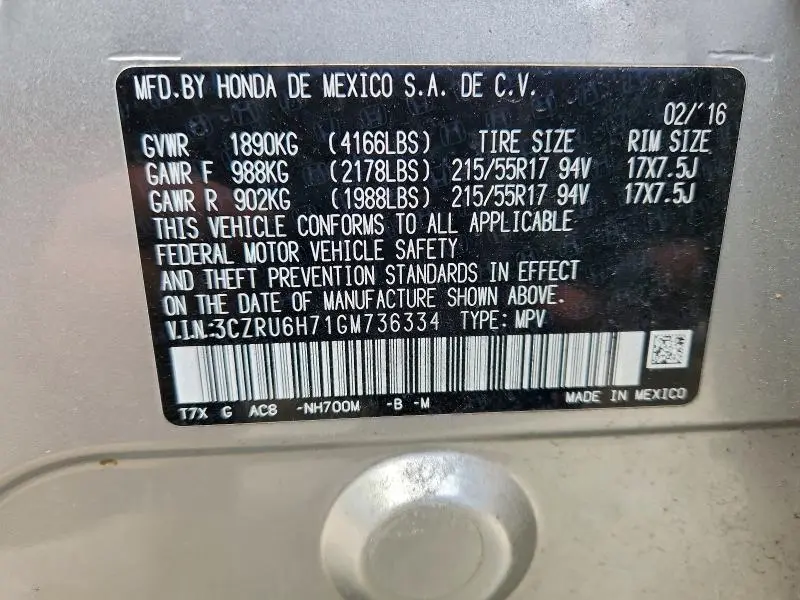 MFD.BY HONDA DE MEXICO S.A. DE C.V.
02/'16
GVWR 1890KG (4166LBS) TIRE SIZE RIM SIZE
GAWR F 988KG (2178LBS) 215/55R17 94V 17X7.5J
GAWR R 902KG (1988LBS) 215/55R17 94V 17X7.5J
THIS VEHICLE CONFORMS TO ALL APPLICABLE
FEDERAL MOTOR VEHICLE SAFETY
AND THEFT PREVENTION STANDARDS IN EFFECT
ON THE DATE OF MANUFACTURE SHOWN ABOVE.
V.I.N.:3CZRU6H71GM736334 TYPE: MPV
T7X G AC8 -NH700M -B -M MADE IN MEXICO